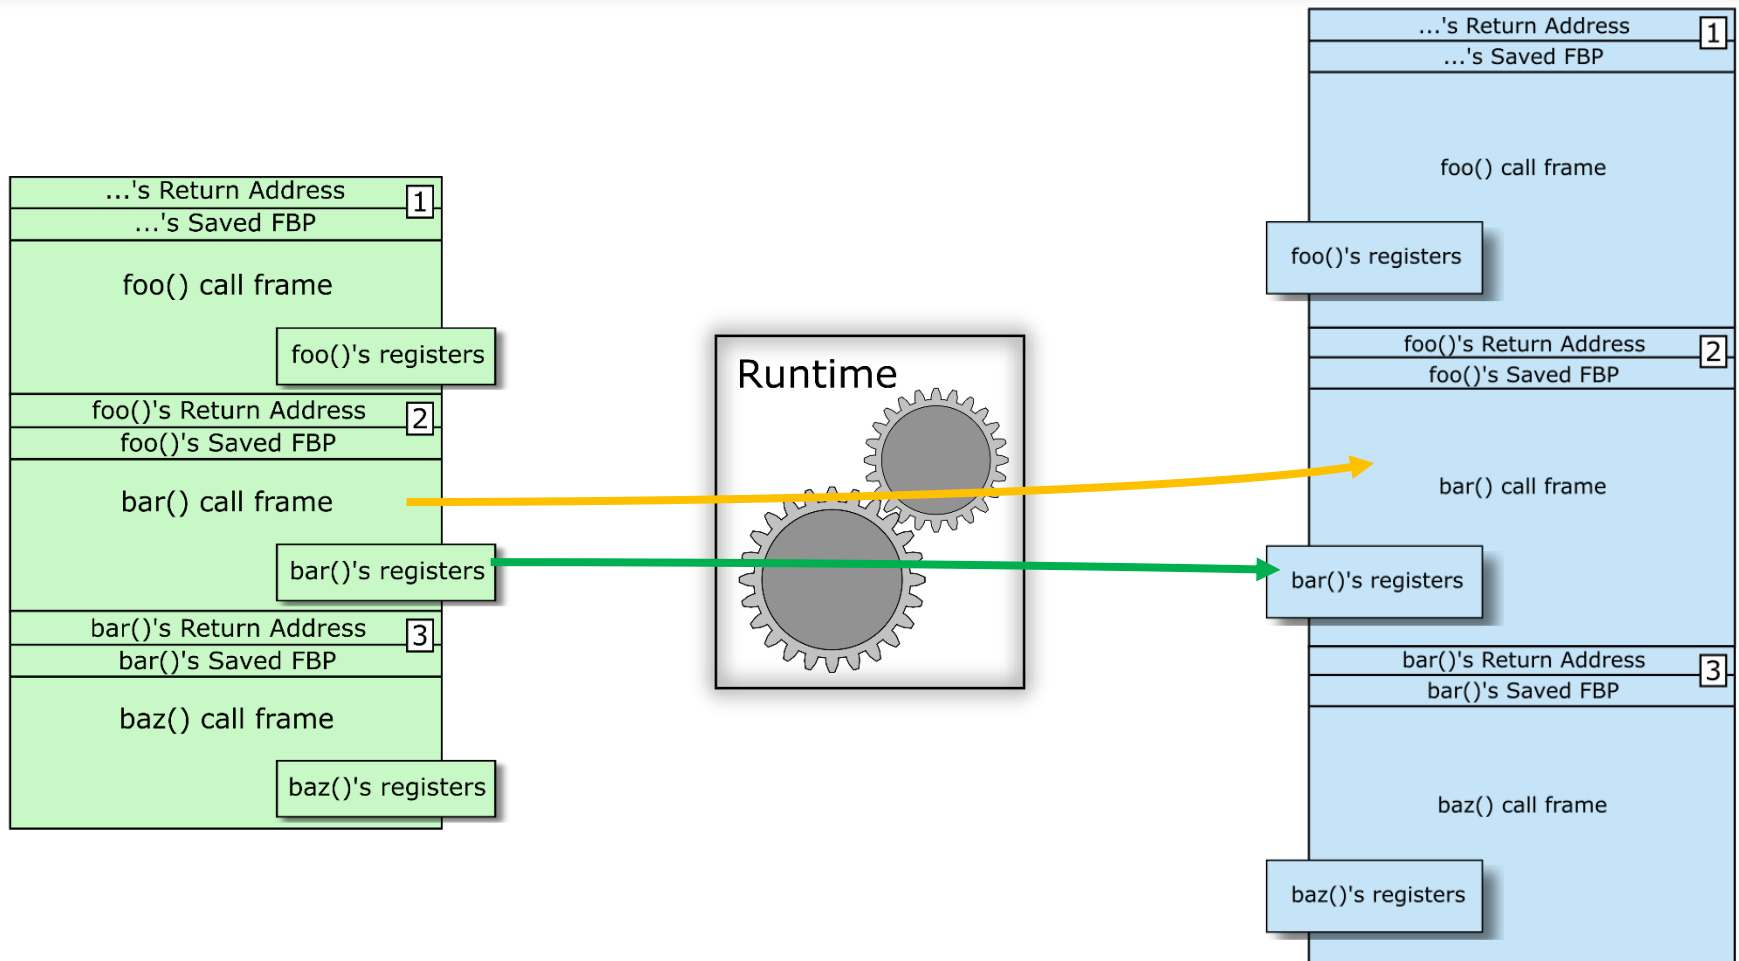 ...'s Return Address
1
...'s Saved FBP
foo() call frame
foo()'s registers
foo()'s Return Address
2
foo()'s Saved FBP
bar() call frame
bar()'s registers
bar()'s Return Address
3
bar()'s Saved FBP
baz() call frame
baz()'s registers
Runtime
...'s Return Address
1
...'s Saved FBP
foo() call frame
foo()'s registers
foo()'s Return Address
2
foo()'s Saved FBP
bar() call frame
bar()'s registers
bar()'s Return Address
3
bar()'s Saved FBP
baz() call frame
baz()'s registers